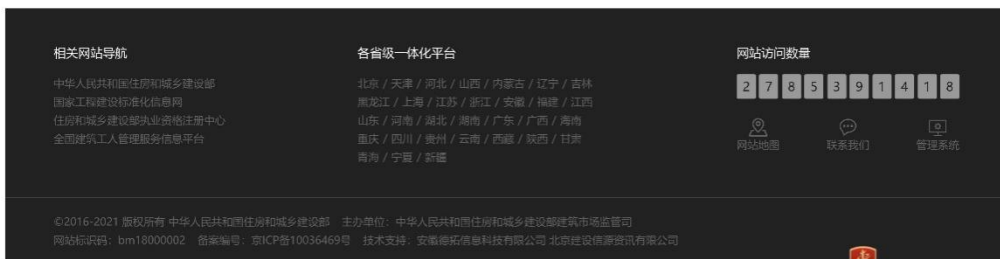 相关网站导航
中华人民共和国住房和城乡建设部
国家工程建设标准化信息网
住房和城乡建设部执业资格注册中心
全国建筑工人管理服务信息平台
各省级一体化平台
北京 / 天津 / 河北 / 山西 / 内蒙古 / 辽宁 / 吉林
黑龙江 / 上海 / 江苏 / 浙江 / 安徽 / 福建 / 江西
山东 / 河南 / 湖北 / 湖南 / 广东 / 广西 / 海南
重庆 / 四川 / 贵州 / 云南 / 西藏 / 陕西 / 甘肃
青海 / 宁夏 / 新疆
网站访问数量
2 7 8 5 3 9 1 4 1 8
网站地图 联系我们 管理系统
©2016-2021 版权所有 中华人民共和国住房和城乡建设部 主办单位：中华人民共和国住房和城乡建设部建筑市场监管司
网站标识码：bm18000002 备案编号：京ICP备10036469号 技术支持：安徽德拓信息科技有限公司 北京建设信源资讯有限公司